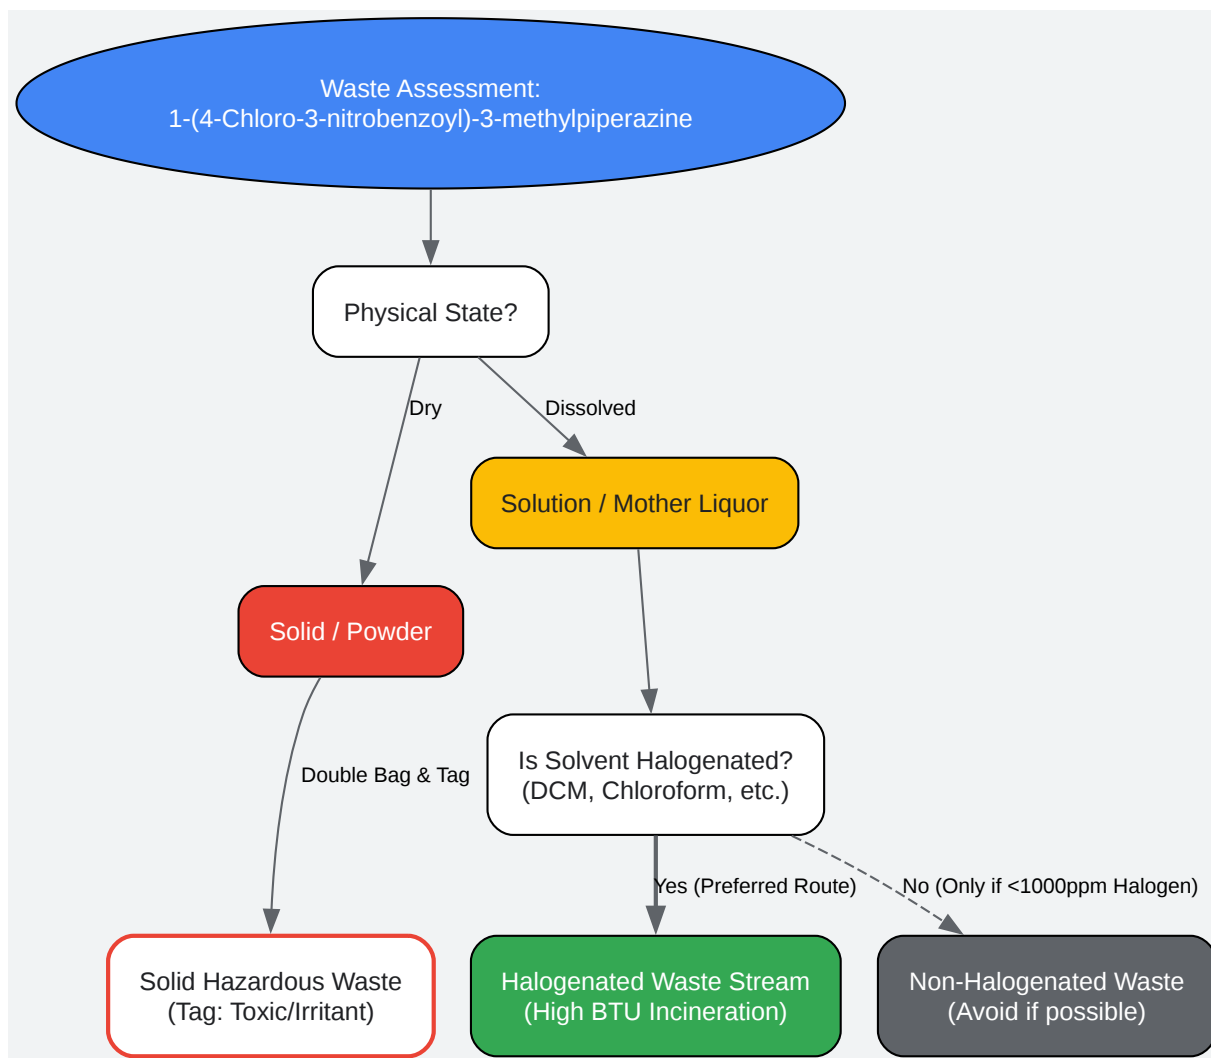 Waste Assessment:
1-(4-Chloro-3-nitrobenzoyl)-3-methylpiperazine
Physical State?
Dry
Dissolved
Solution / Mother Liquor
Solid / Powder
Double Bag & Tag
Is Solvent Halogenated?
(DCM, Chloroform, etc.)
Yes (Preferred Route)
No (Only if <1000ppm Halogen)
Solid Hazardous Waste
(Tag: Toxic/Irritant)
Halogenated Waste Stream
(High BTU Incineration)
Non-Halogenated Waste
(Avoid if possible)